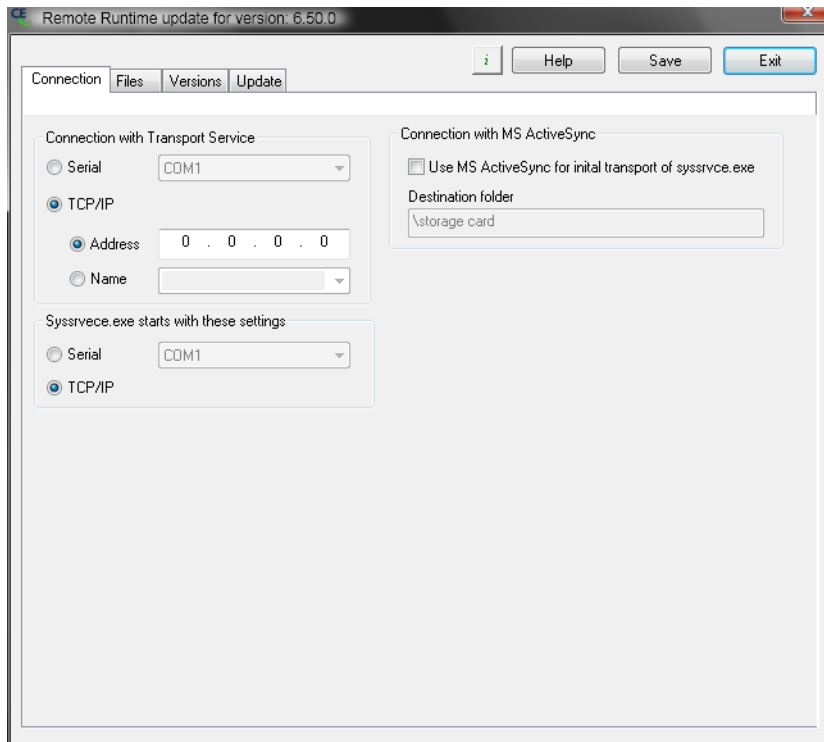 CE Remote Runtime update for version: 6.50.0
i Help Save Exit
Connection Files Versions Update
Connection with Transport Service
Serial COM1
TCP/IP
Address 0 . 0 . 0 . 0
Name
Syssrvece.exe starts with these settings
Serial COM1
TCP/IP
Connection with MS ActiveSync
Use MS ActiveSync for inital transport of syssrvce.exe
Destination folder
\storage card